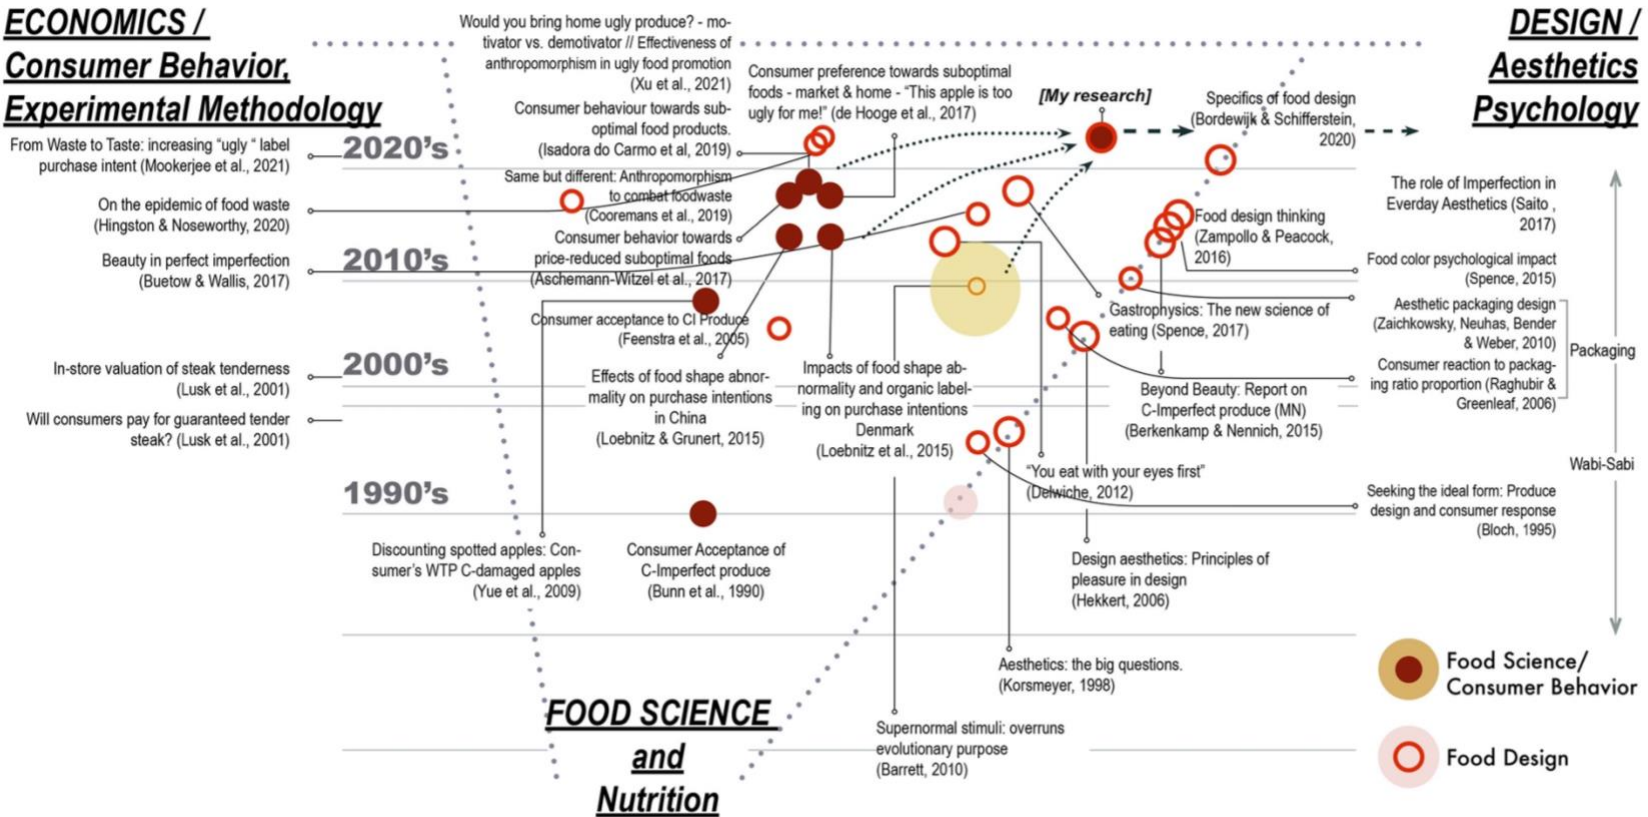 ECONOMICS /
Consumer Behavior,
Experimental Methodology
DESIGN /
Aesthetics
Psychology
Would you bring home ugly produce? - mo-
tivator vs. demotivator // Effectiveness of
anthropomorphism in ugly food promotion
(Xu et al., 2021)
Consumer preference towards suboptimal
foods - market & home - “This apple is too
ugly for me!” (de Hooge et al., 2017)
[My research]
Specifics of food design
(Bordewijk & Schifferstein,
2020)
Consumer behaviour towards sub-
optimal food products.
(Isadora do Carmo et al, 2019)
From Waste to Taste: increasing “ugly “ label
purchase intent (Mookerjee et al., 2021)
2020’s
Same but different: Anthropomorphism
to combat foodwaste
(Cooremans et al., 2019)
The role of Imperfection in
Everday Aesthetics (Saito ,
2017)
On the epidemic of food waste
(Hingston & Noseworthy, 2020)
Food design thinking
(Zampollo & Peacock,
2016)
Consumer behavior towards
price-reduced suboptimal foods
(Aschemann-Witzel et al., 2017)
Beauty in perfect imperfection
(Buetow & Wallis, 2017)
2010’s
Food color psychological impact
(Spence, 2015)
Gastrophysics: The new science of
eating (Spence, 2017)
Aesthetic packaging design
(Zaichkowsky, Neuhas, Bender
& Weber, 2010)
Consumer acceptance to CI Produce
(Feenstra et al., 2005)
Packaging
In-store valuation of steak tenderness
(Lusk et al., 2001)
2000’s
Effects of food shape abnor-
mality on purchase intentions
in China
(Loebnitz & Grunert, 2015)
Impacts of food shape ab-
normality and organic label-
ing on purchase intentions
Denmark
(Loebnitz et al., 2015)
Consumer reaction to packag-
ing ratio proportion (Raghubir &
Greenleaf, 2006)
Beyond Beauty: Report on
C-Imperfect produce (MN)
(Berkenkamp & Nennich, 2015)
Will consumers pay for guaranteed tender
steak? (Lusk et al., 2001)
Wabi-Sabi
“You eat with your eyes first”
(Delwiche, 2012)
1990’s
Seeking the ideal form: Produce
design and consumer response
(Bloch, 1995)
Discounting spotted apples: Con-
sumer’s WTP C-damaged apples
(Yue et al., 2009)
Consumer Acceptance of
C-Imperfect produce
(Bunn et al., 1990)
Design aesthetics: Principles of
pleasure in design
(Hekkert, 2006)
Aesthetics: the big questions.
(Korsmeyer, 1998)
Food Science/
Consumer Behavior
FOOD SCIENCE
and
Nutrition
Supernormal stimuli: overruns
evolutionary purpose
(Barrett, 2010)
Food Design